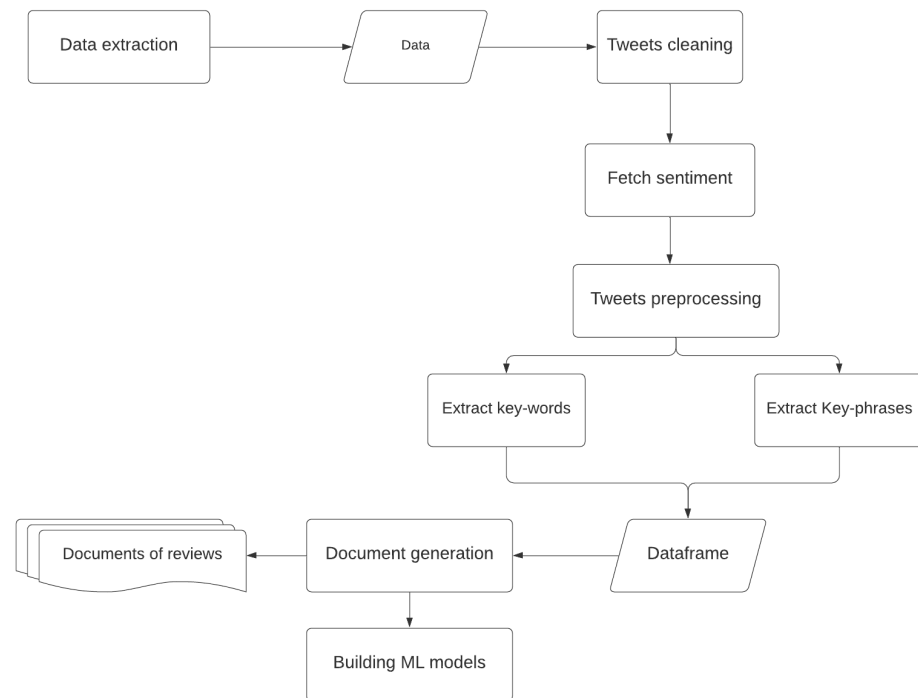 Data extraction
Data
Tweets cleaning
Fetch sentiment
Tweets preprocessing
Extract key-words
Extract Key-phrases
Documents of reviews
Document generation
Dataframe
Building ML models